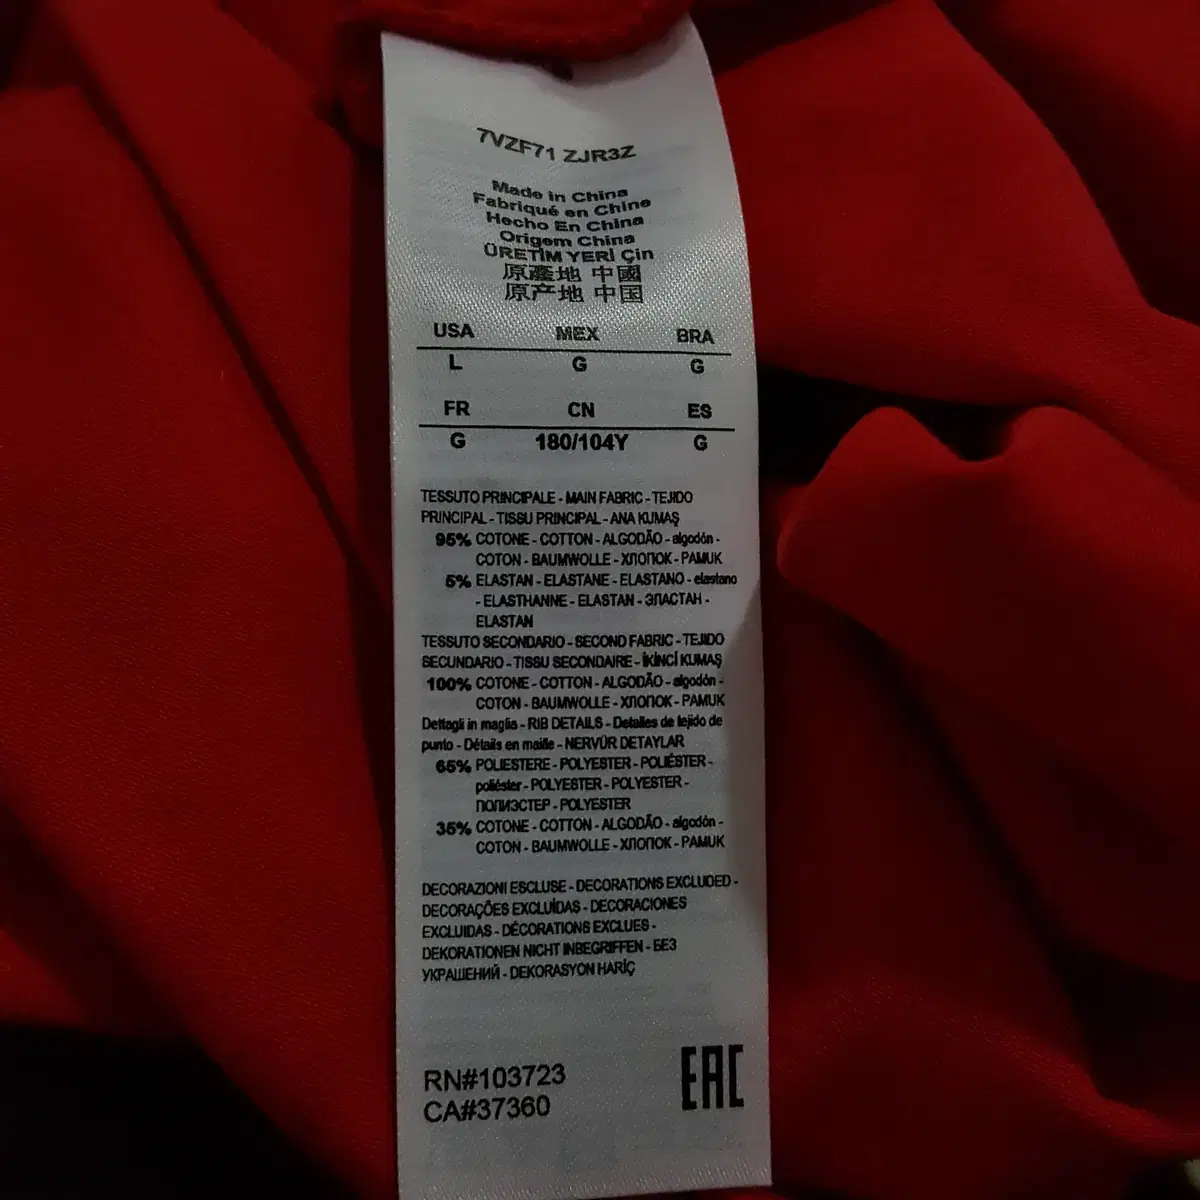 7VZF71 ZJR3Z
Made in China
Fabriqué en Chine
Hecho En China
Origem China
ÜRETİM YERİ Çin
原產地 中國
原产地 中国
USA MEX BRA
L G G
FR CN ES
G 180/104Y G
TESSUTO PRINCIPALE - MAIN FABRIC - TEJIDO
PRINCIPAL - TISSU PRINCIPAL - ANA KUMAŞ
95% COTONE - COTTON - ALGODÃO - algodón -
COTON - BAUMWOLLE - ХЛОПОК - PAMUK
5% ELASTAN - ELASTANE - ELASTANO - elastano
- ELASTHANNE - ELASTAN - ЭЛАСТАН -
ELASTAN
TESSUTO SECONDARIO - SECOND FABRIC - TEJIDO
SECUNDARIO - TISSU SECONDAIRE - İKİNCİ KUMAŞ
100% COTONE - COTTON - ALGODÃO - algodón -
COTON - BAUMWOLLE - ХЛОПОК - PAMUK
Dettagli in maglia - RIB DETAILS - Detalles de tejido de
punto - Détails en maille - NERVÜR DETAYLAR
65% POLIESTERE - POLYESTER - POLIÉSTER -
poliéster - POLYESTER - POLYESTER -
ПОЛИЭСТЕР - POLYESTER
35% COTONE - COTTON - ALGODÃO - algodón -
COTON - BAUMWOLLE - ХЛОПОК - PAMUK
DECORAZIONI ESCLUSE - DECORATIONS EXCLUDED -
DECORAÇÕES EXCLUÍDAS - DECORACIONES
EXCLUIDAS - DÉCORATIONS EXCLUES -
DEKORATIONEN NICHT INBEGRIFFEN - БЕЗ
УКРАШЕНИЙ - DEKORASYON HARİÇ
RN#103723
CA#37360
EAC